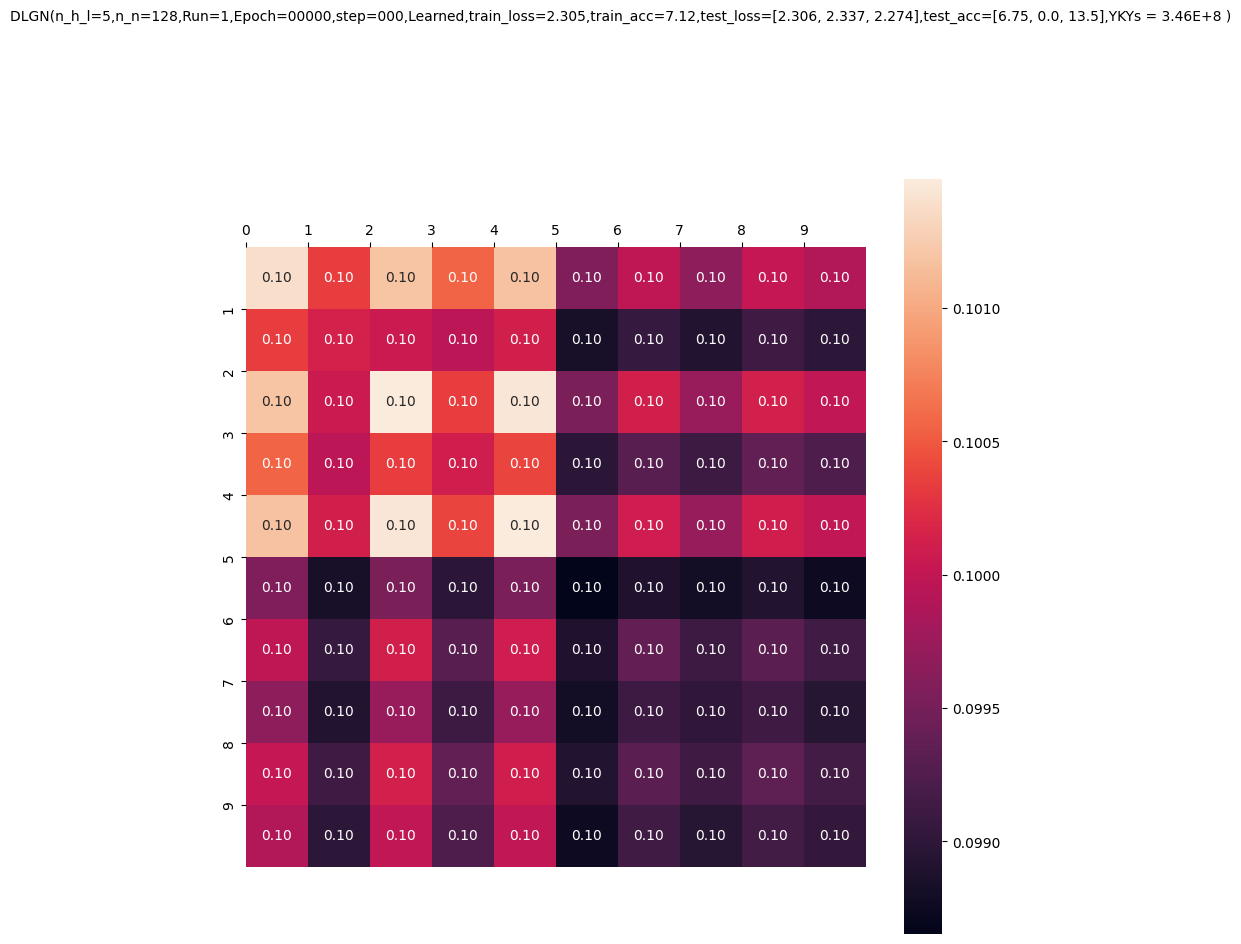 DLGN(n_h_l=5,n_n=128,Run=1,Epoch=00000,step=000,Learned,train_loss=2.305,train_acc=7.12,test_loss=[2.306, 2.337, 2.274],test_acc=[6.75, 0.0, 13.5],YKYs = 3.46E+8 )
0 1 2 3 4 5 6 7 8 9
0.10 0.10 0.10 0.10 0.10 0.10 0.10 0.10 0.10 0.10
1
0.10 0.10 0.10 0.10 0.10 0.10 0.10 0.10 0.10 0.10
2
0.10 0.10 0.10 0.10 0.10 0.10 0.10 0.10 0.10 0.10
3
0.10 0.10 0.10 0.10 0.10 0.10 0.10 0.10 0.10 0.10
4
0.10 0.10 0.10 0.10 0.10 0.10 0.10 0.10 0.10 0.10
5
0.10 0.10 0.10 0.10 0.10 0.10 0.10 0.10 0.10 0.10
6
0.10 0.10 0.10 0.10 0.10 0.10 0.10 0.10 0.10 0.10
7
0.10 0.10 0.10 0.10 0.10 0.10 0.10 0.10 0.10 0.10
8
0.10 0.10 0.10 0.10 0.10 0.10 0.10 0.10 0.10 0.10
9
0.10 0.10 0.10 0.10 0.10 0.10 0.10 0.10 0.10 0.10
0.1010
0.1005
0.1000
0.0995
0.0990